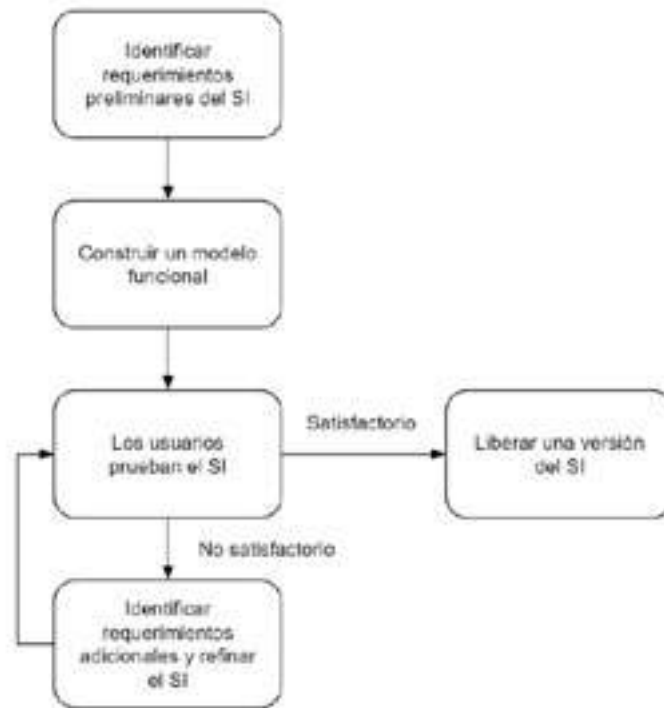 Identificar
requerimientos
preliminares del SI
Construir un modelo
funcional
Los usuarios
prueban el SI
Satisfactorio
Liberar una versión
del SI
No satisfactorio
Identificar
requerimientos
adicionales y refinar
el SI